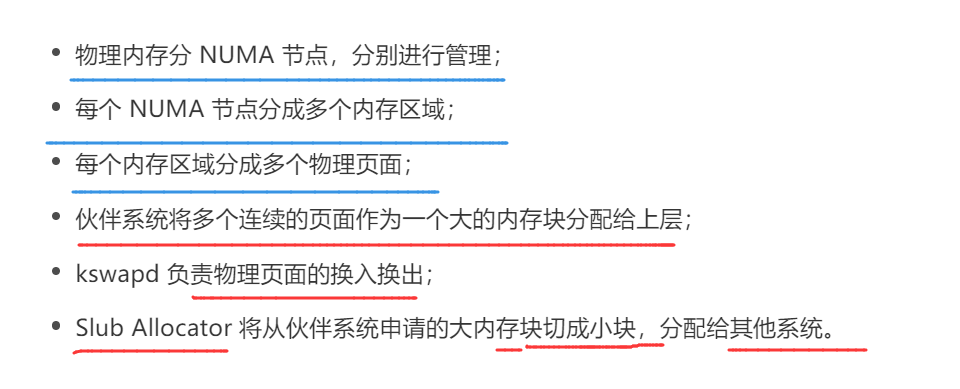 • 物理内存分 NUMA 节点，分别进行管理；
• 每个 NUMA 节点分成多个内存区域；
• 每个内存区域分成多个物理页面；
• 伙伴系统将多个连续的页面作为一个大的内存块分配给上层；
• kswapd 负责物理页面的换入换出；
• Slub Allocator 将从伙伴系统申请的大内存块切成小块，分配给其他系统。